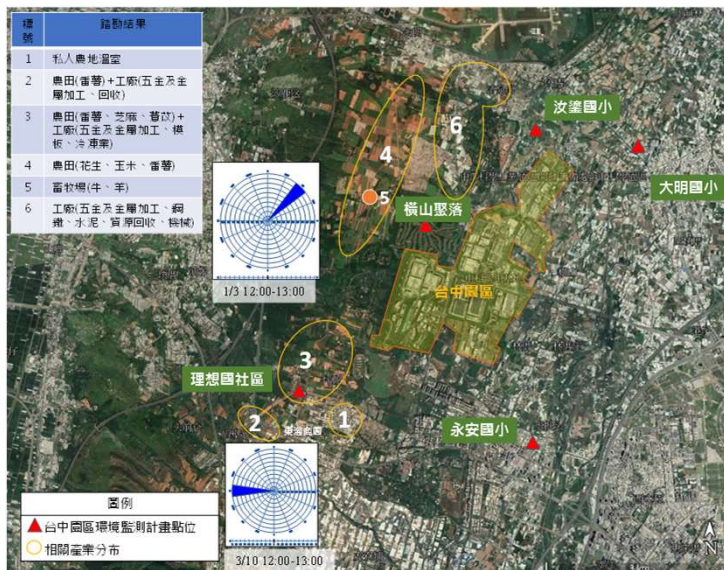 標號
踏勘結果
1
私人農地溫室
2
農田(蕃薯)+工廠(五金及金
屬加工、回收)
3
農田(蕃薯、芝麻、薏苡)+
工廠(五金及金屬加工、模
板、冷凍業)
4
農田(花生、玉米、蕃薯)
5
畜牧場(牛、羊)
6
工廠(五金及金屬加工、鋼
鐵、水泥、資源回收、機械)
6
汝鎏國小
4
大明國小
5
橫山聚落
台中園區
1/3 12:00-13:00
3
理想國社區
2
1
永安國小
圖例
台中園區環境監測計畫點位
相關產業分布
3/10 12:00-13:00
N